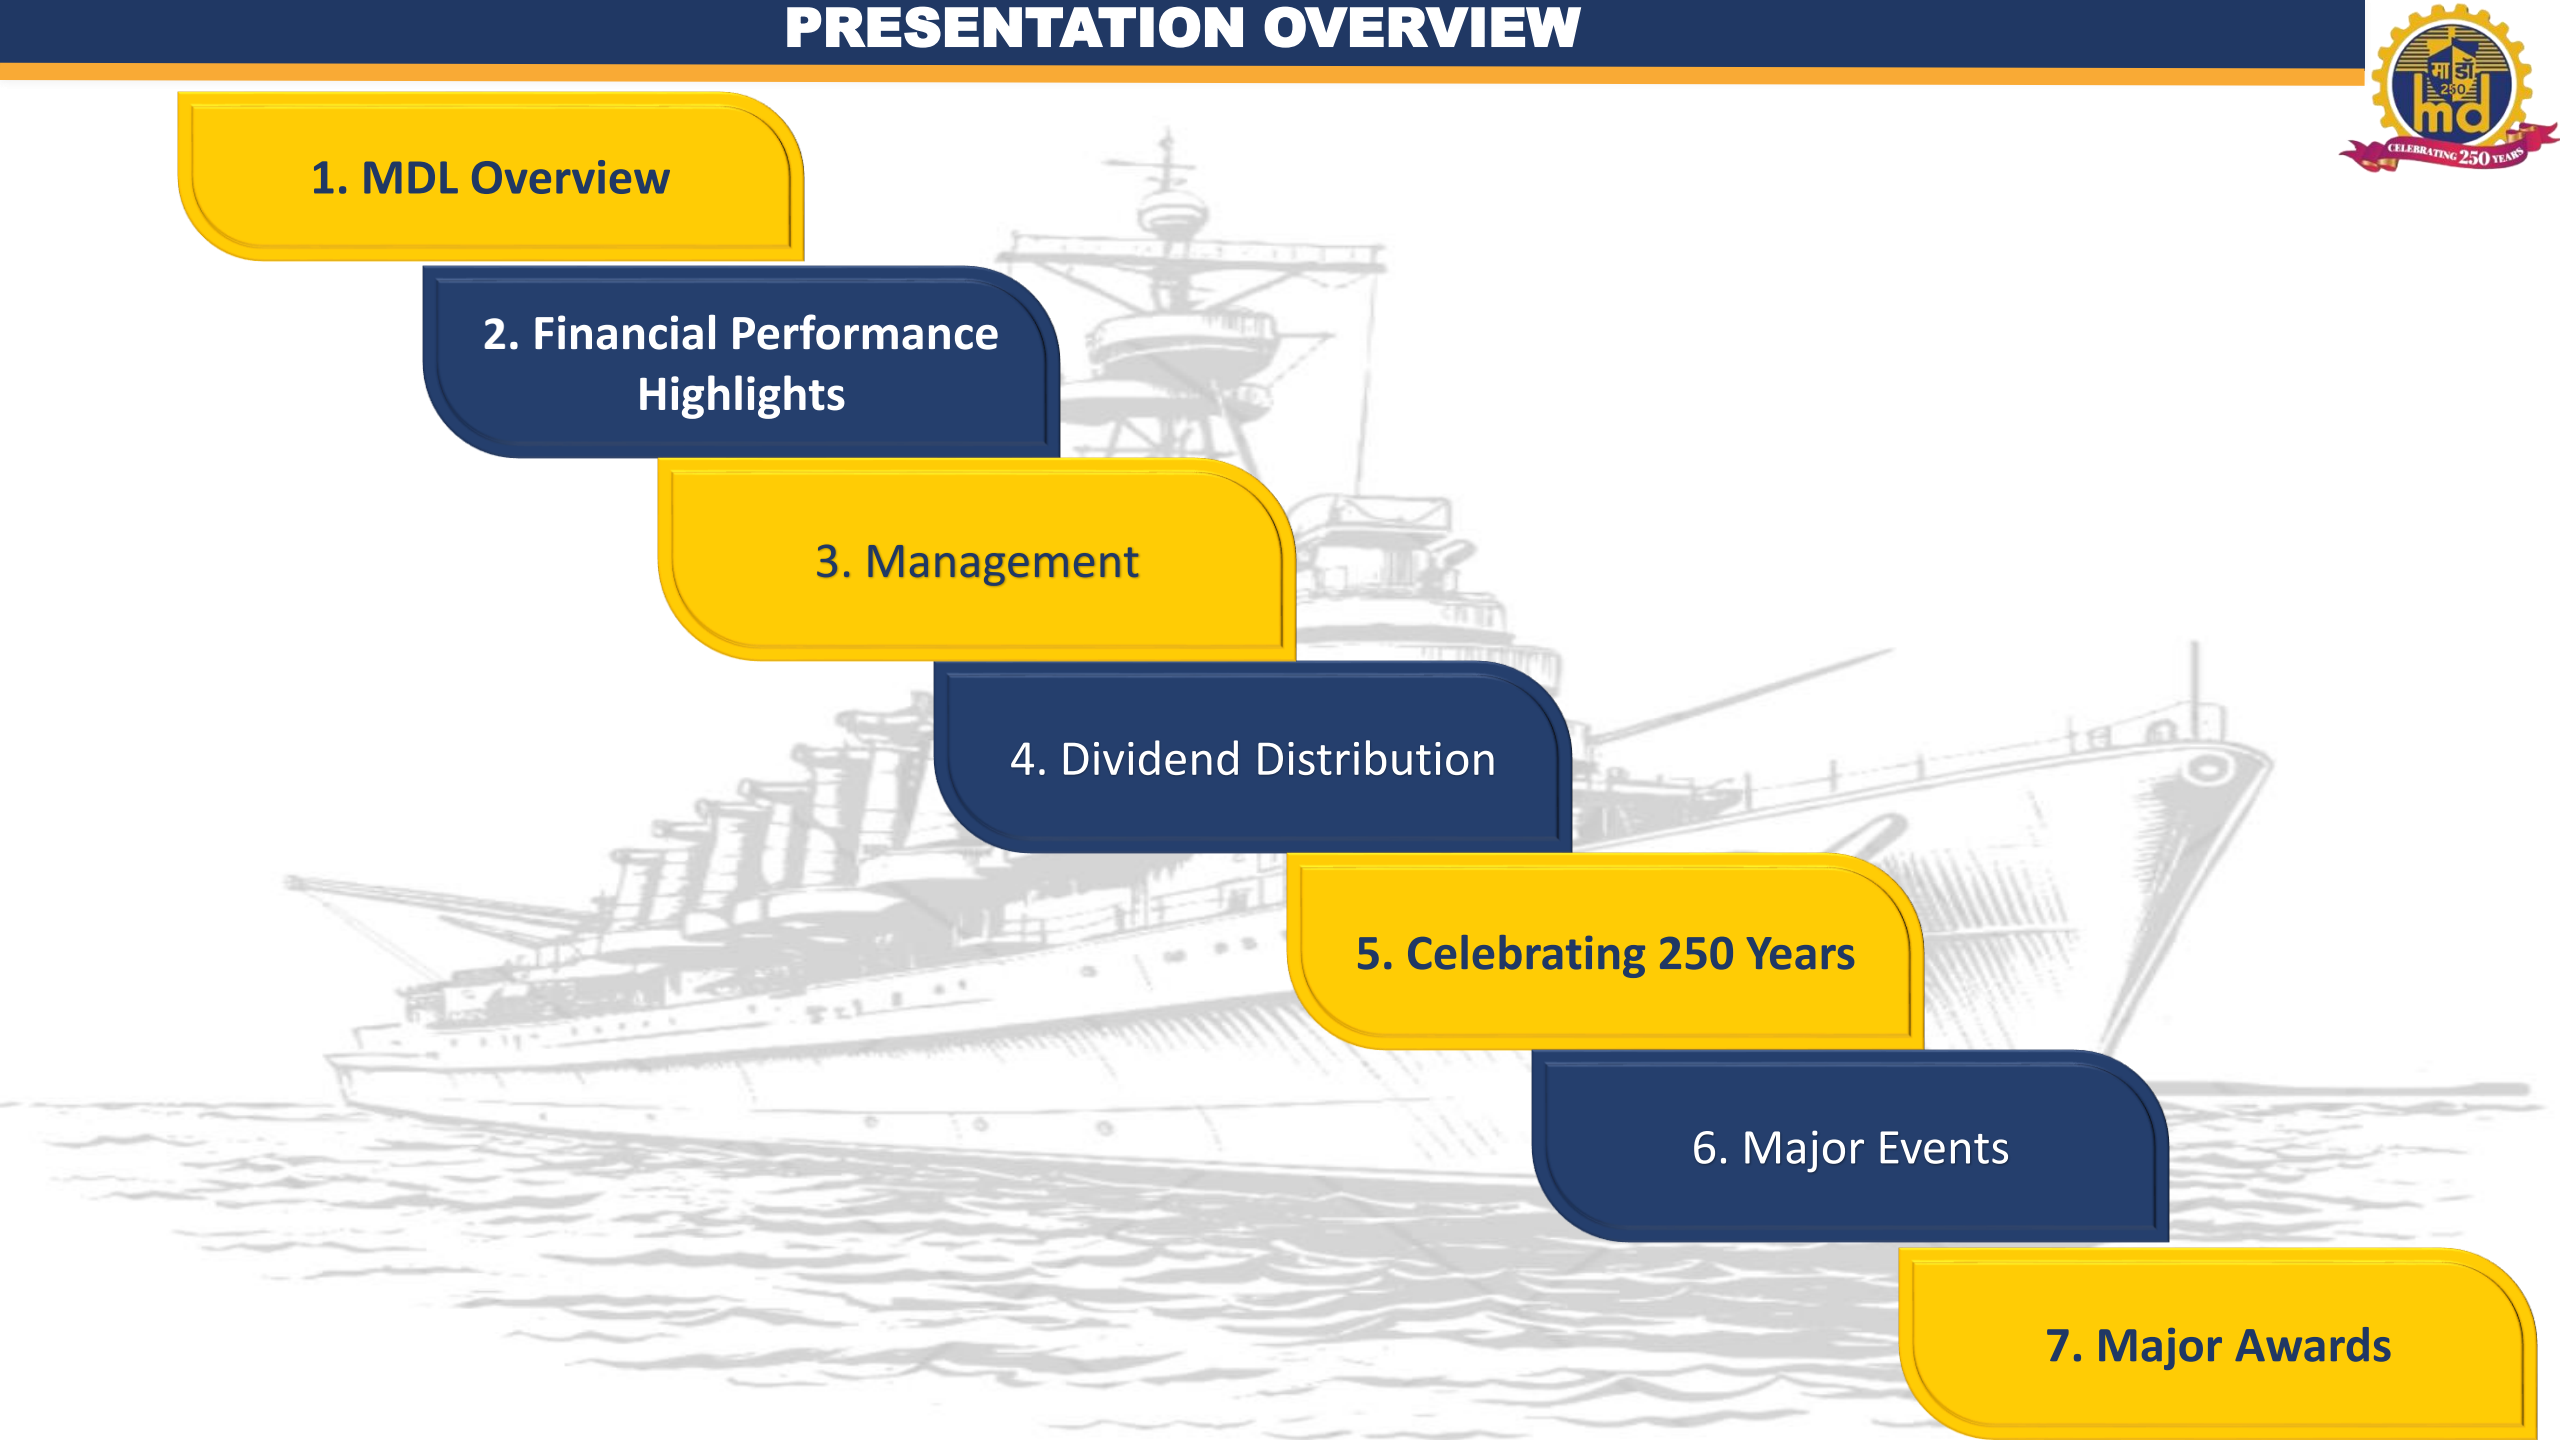 PRESENTATION OVERVIEW
मा डॉ
250
md
CELEBRATING 250 YEARS
1. MDL Overview
2. Financial Performance
Highlights
3. Management
4. Dividend Distribution
5. Celebrating 250 Years
6. Major Events
7. Major Awards